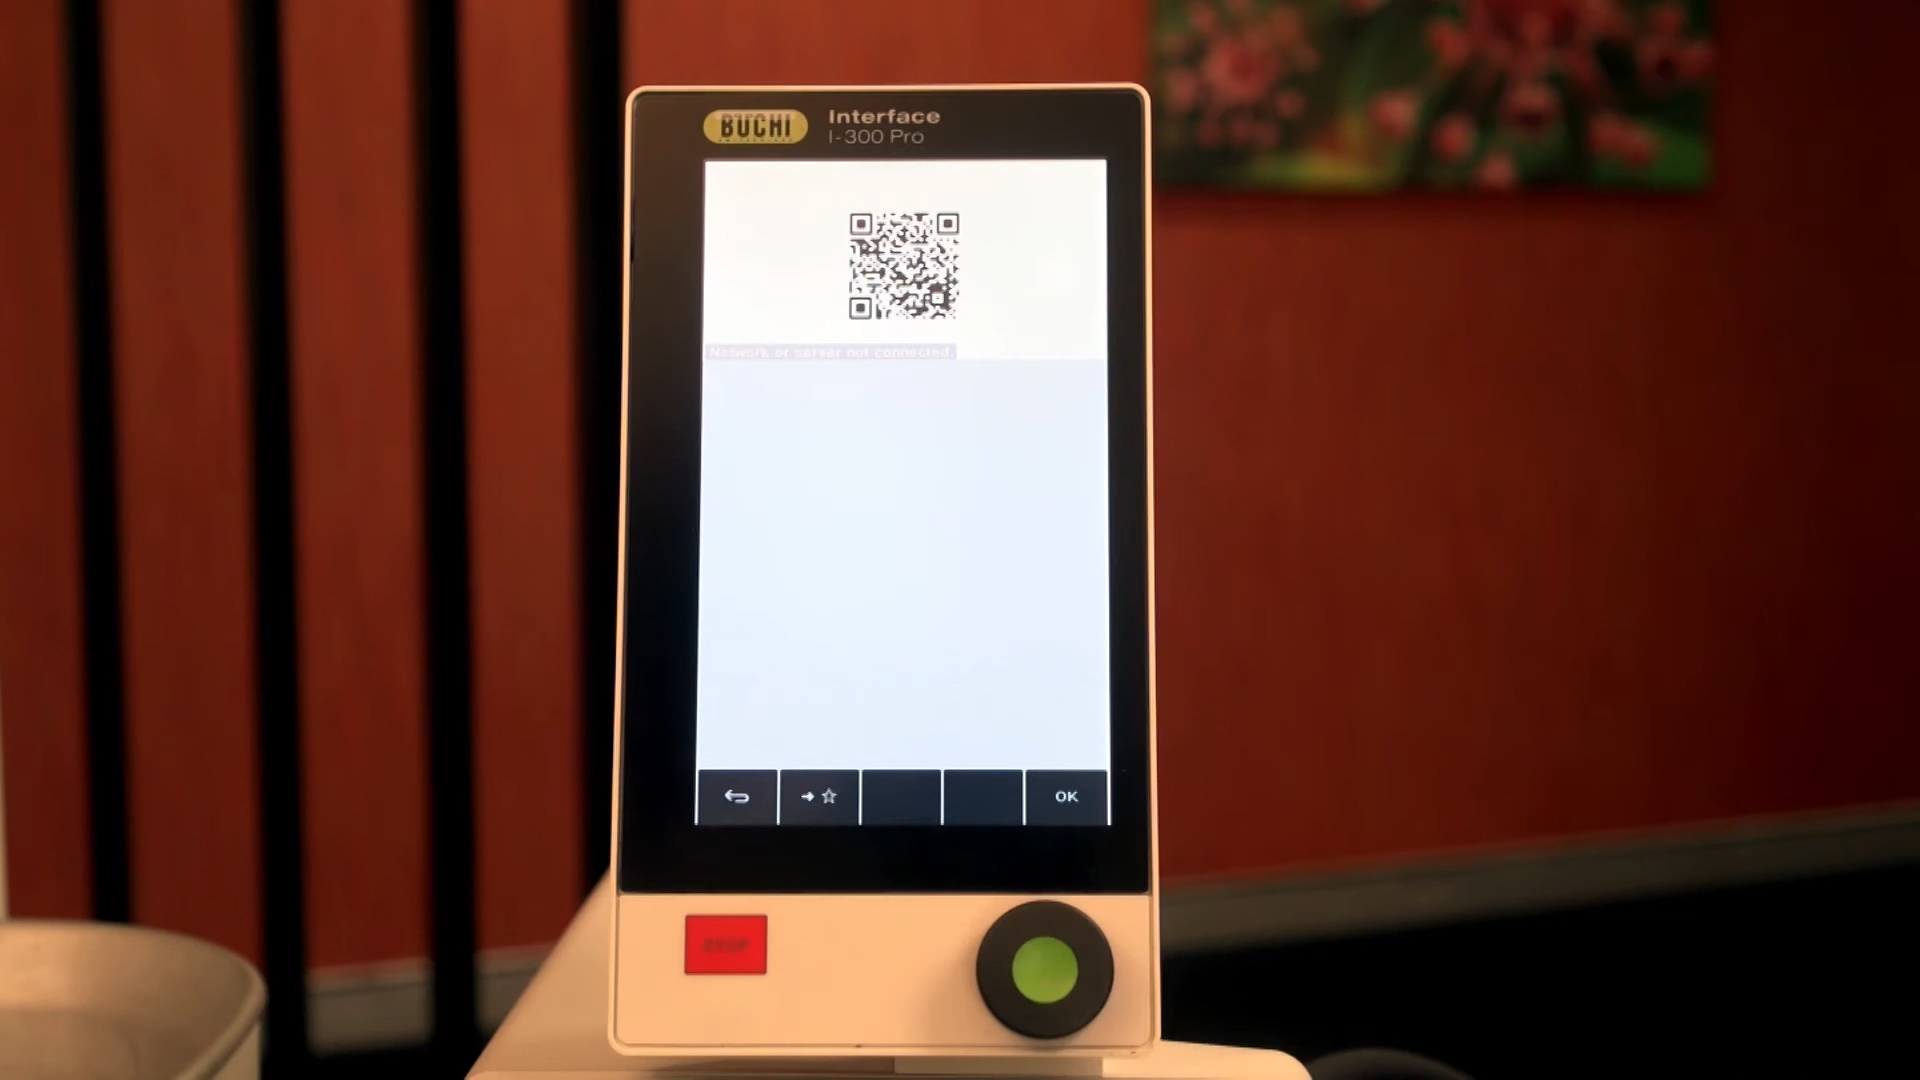 BUCHI
Interface
I-300 Pro
Network or server not connected.
OK
STOP